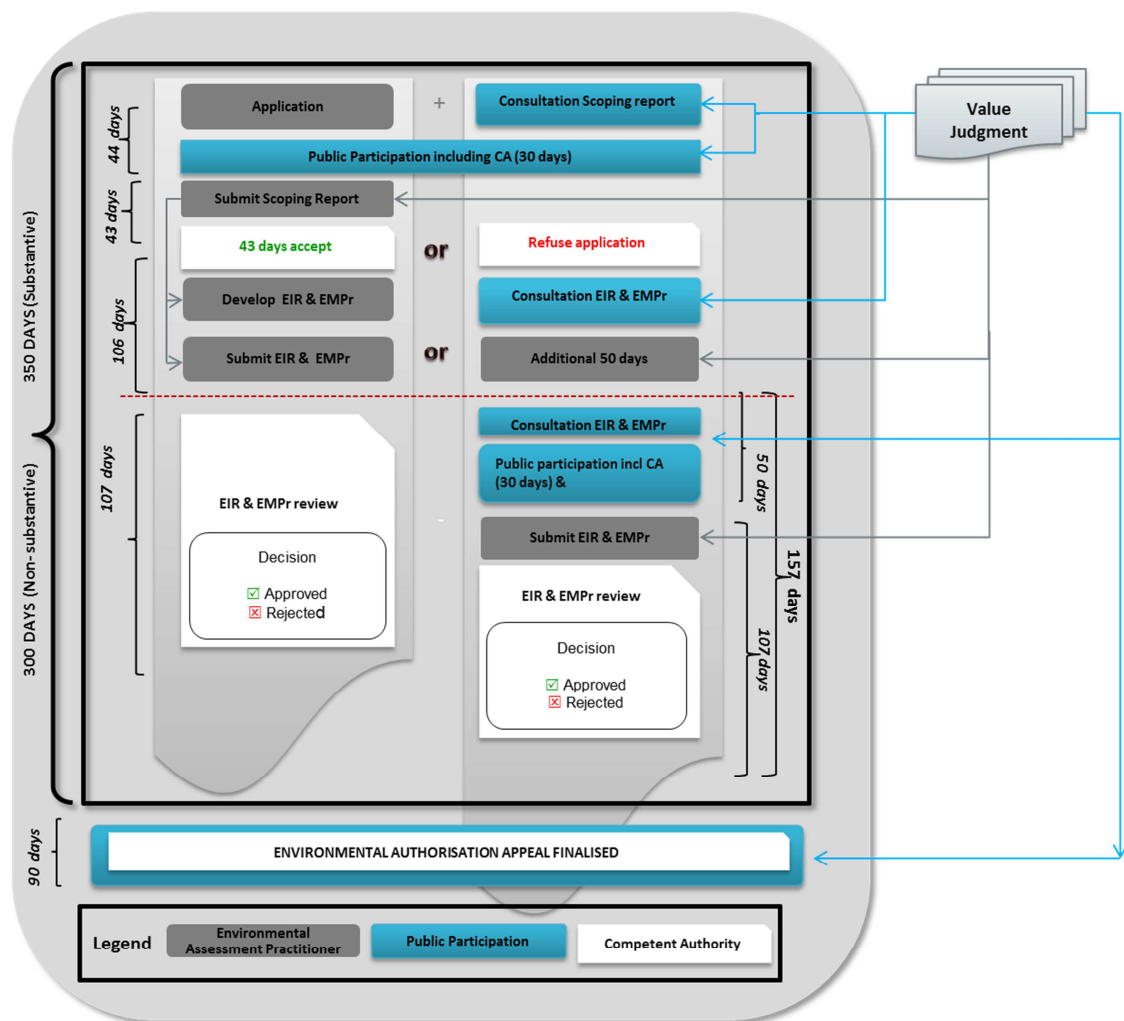 Application
+
Consultation Scoping report
Value
Judgment
44 days
Public Participation including CA (30 days)
43 days
Submit Scoping Report
43 days accept
or
Refuse application
350 DAYS (Substantive)
106 days
Develop EIR & EMPr
Consultation EIR & EMPr
Submit EIR & EMPr
or
Additional 50 days
300 DAYS (Non- substantive)
107 days
EIR & EMPr review
Decision
☑ Approved
☒ Rejected
-
Consultation EIR & EMPr
Public participation incl CA
(30 days) &
50 days
Submit EIR & EMPr
157 days
EIR & EMPr review
Decision
☑ Approved
☒ Rejected
107 days
90 days
ENVIRONMENTAL AUTHORISATION APPEAL FINALISED
Legend
Environmental
Assessment Practitioner
Public Participation
Competent Authority